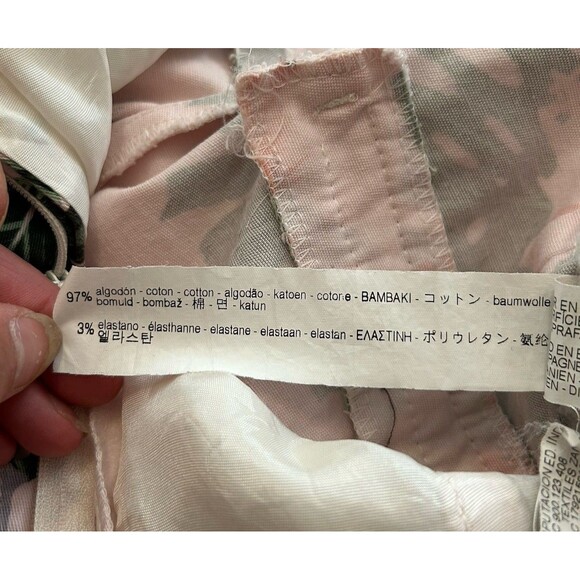 97% algodón - coton - cotton - algodão - katoen - cotone - BAMBAKI - コットン - baumwolle
bomuld - bombaž - 棉 - 면 - katun
3% elastano - élasthanne - elastane - elastaan - elastan - ΕΛΑΣΤΙΝΗ - ポリウレタン - 氨纶
엘라스탄